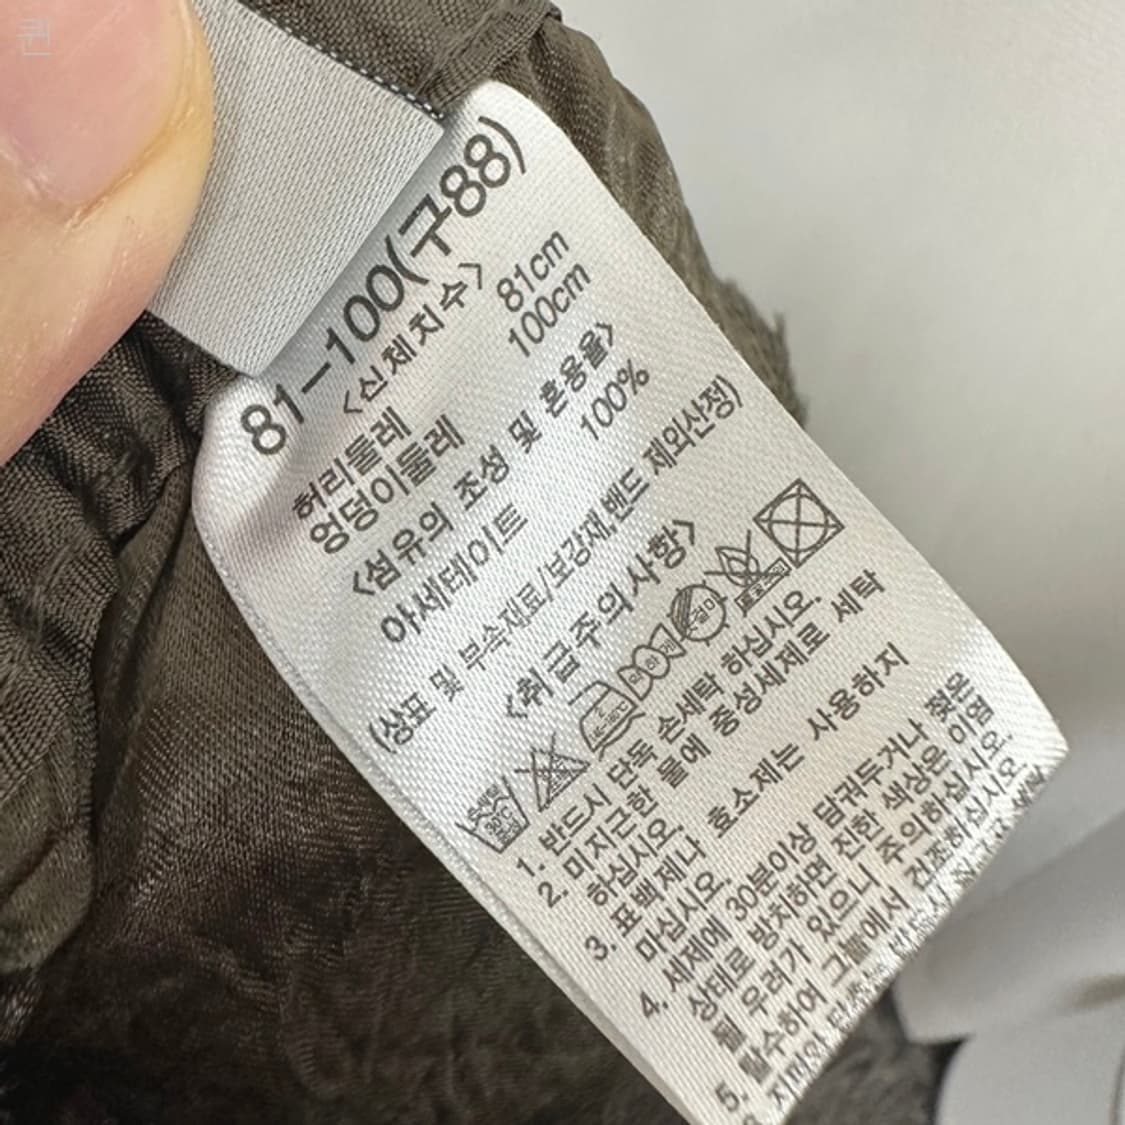 퀸
81-100(구88)
<신체치수>
허리둘레 81cm
엉덩이둘레 100cm
<섬유의 조성 및 혼용율>
아세테이트 100%
(상표 및 부속재료/보강재,밴드 제외산정)
<취급주의사항>
약하게
1. 반드시 단독 손세탁 하십시오.
2. 미지근한 물에 중성세제로 세탁
하십시오.
3. 표백제나 효소제는 사용하지
마십시오.
4. 세제에 30분이상 담궈두거나 젖은
상태로 방치하면 진한 색상은 이염
될 우려가 있으니 주의하십시오.
5. 탈수하여 그늘에서 건조하십시오.
지퍼와